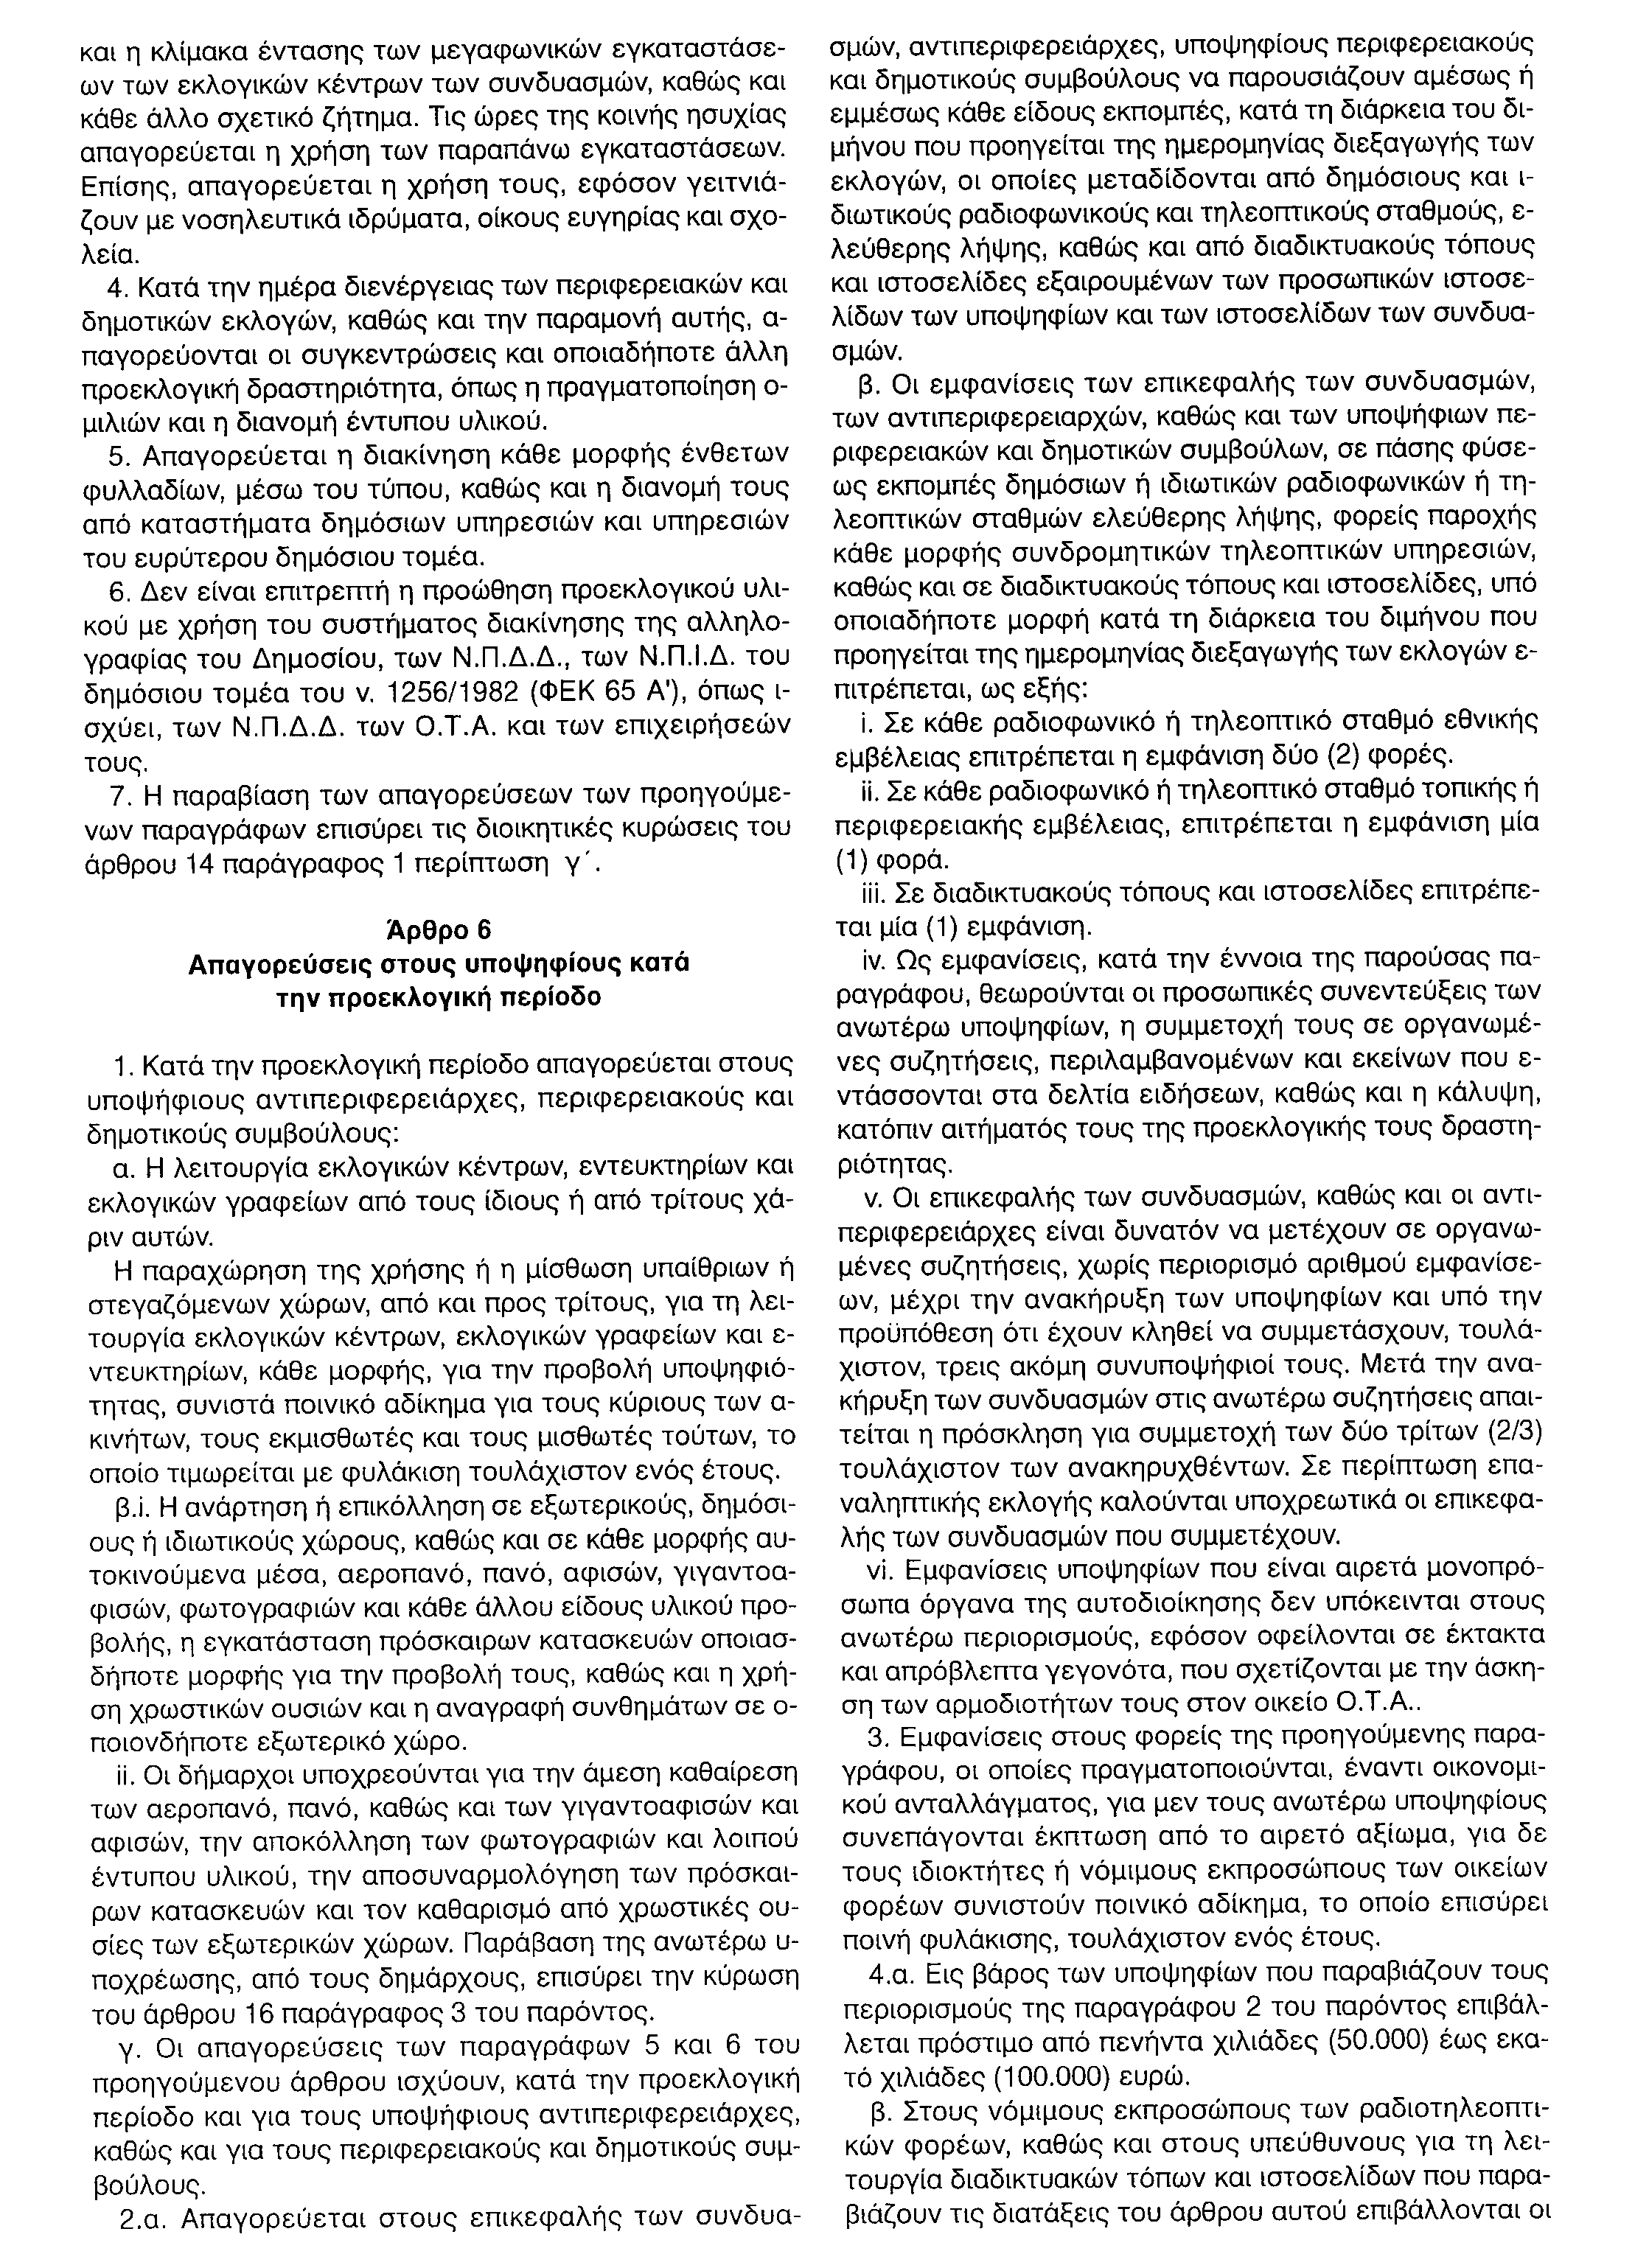 και η κλίμακα έντασης των μεγαφωνικών εγκαταστάσε-
ων των εκλογικών κέντρων των συνδυασμών, καθώς και
κάθε άλλο σχετικό ζήτημα. Τις ώρες της κοινής ησυχίας
απαγορεύεται η χρήση των παραπάνω εγκαταστάσεων.
Επίσης, απαγορεύεται η χρήση τους, εφόσον γειτνιά-
ζουν με νοσηλευτικά ιδρύματα, οίκους ευγηρίας και σχο-
λεία.
4. Κατά την ημέρα διενέργειας των περιφερειακών και
δημοτικών εκλογών, καθώς και την παραμονή αυτής, α-
παγορεύονται οι συγκεντρώσεις και οποιαδήποτε άλλη
προεκλογική δραστηριότητα, όπως η πραγματοποίηση ο-
μιλιών και η διανομή έντυπου υλικού.
5. Απαγορεύεται η διακίνηση κάθε μορφής ένθετων
φυλλαδίων, μέσω του τύπου, καθώς και η διανομή τους
από καταστήματα δημόσιων υπηρεσιών και υπηρεσιών
του ευρύτερου δημόσιου τομέα.
6. Δεν είναι επιτρεπτή η προώθηση προεκλογικού υλι-
κού με χρήση του συστήματος διακίνησης της αλληλο-
γραφίας του Δημοσίου, των Ν.Π.Δ.Δ., των Ν.Π.Ι.Δ. του
δημόσιου τομέα του ν. 1256/1982 (ΦΕΚ 65 Α'), όπως ι-
σχύει, των Ν.Π.Δ.Δ. των Ο.Τ.Α. και των επιχειρήσεών
τους.
7. Η παραβίαση των απαγορεύσεων των προηγούμε-
νων παραγράφων επισύρει τις διοικητικές κυρώσεις του
άρθρου 14 παράγραφος 1 περίπτωση γ΄.
Άρθρο 6
Απαγορεύσεις στους υποψηφίους κατά
την προεκλογική περίοδο
1. Κατά την προεκλογική περίοδο απαγορεύεται στους
υποψήφιους αντιπεριφερειάρχες, περιφερειακούς και
δημοτικούς συμβούλους:
α. Η λειτουργία εκλογικών κέντρων, εντευκτηρίων και
εκλογικών γραφείων από τους ίδιους ή από τρίτους χά-
ριν αυτών.
Η παραχώρηση της χρήσης ή η μίσθωση υπαίθριων ή
στεγαζόμενων χώρων, από και προς τρίτους, για τη λει-
τουργία εκλογικών κέντρων, εκλογικών γραφείων και ε-
ντευκτηρίων, κάθε μορφής, για την προβολή υποψηφιό-
τητας, συνιστά ποινικό αδίκημα για τους κύριους των α-
κινήτων, τους εκμισθωτές και τους μισθωτές τούτων, το
οποίο τιμωρείται με φυλάκιση τουλάχιστον ενός έτους.
β.i. Η ανάρτηση ή επικόλληση σε εξωτερικούς, δημόσι-
ους ή ιδιωτικούς χώρους, καθώς και σε κάθε μορφής αυ-
τοκινούμενα μέσα, αεροπανό, πανό, αφισών, γιγαντοα-
φισών, φωτογραφιών και κάθε άλλου είδους υλικού προ-
βολής, η εγκατάσταση πρόσκαιρων κατασκευών οποιασ-
δήποτε μορφής για την προβολή τους, καθώς και η χρή-
ση χρωστικών ουσιών και η αναγραφή συνθημάτων σε ο-
ποιονδήποτε εξωτερικό χώρο.
ii. Οι δήμαρχοι υποχρεούνται για την άμεση καθαίρεση
των αεροπανό, πανό, καθώς και των γιγαντοαφισών και
αφισών, την αποκόλληση των φωτογραφιών και λοιπού
έντυπου υλικού, την αποσυναρμολόγηση των πρόσκαι-
ρων κατασκευών και τον καθαρισμό από χρωστικές ου-
σίες των εξωτερικών χώρων. Παράβαση της ανωτέρω υ-
ποχρέωσης, από τους δημάρχους, επισύρει την κύρωση
του άρθρου 16 παράγραφος 3 του παρόντος.
γ. Οι απαγορεύσεις των παραγράφων 5 και 6 του
προηγούμενου άρθρου ισχύουν, κατά την προεκλογική
περίοδο και για τους υποψήφιους αντιπεριφερειάρχες,
καθώς και για τους περιφερειακούς και δημοτικούς συμ-
βούλους.
2.α. Απαγορεύεται στους επικεφαλής των συνδυα-
σμών, αντιπεριφερειάρχες, υποψηφίους περιφερειακούς
και δημοτικούς συμβούλους να παρουσιάζουν αμέσως ή
εμμέσως κάθε είδους εκπομπές, κατά τη διάρκεια του δι-
μήνου που προηγείται της ημερομηνίας διεξαγωγής των
εκλογών, οι οποίες μεταδίδονται από δημόσιους και ι-
διωτικούς ραδιοφωνικούς και τηλεοπτικούς σταθμούς, ε-
λεύθερης λήψης, καθώς και από διαδικτυακούς τόπους
και ιστοσελίδες εξαιρουμένων των προσωπικών ιστοσε-
λίδων των υποψηφίων και των ιστοσελίδων των συνδυα-
σμών.
β. Οι εμφανίσεις των επικεφαλής των συνδυασμών,
των αντιπεριφερειαρχών, καθώς και των υποψήφιων πε-
ριφερειακών και δημοτικών συμβούλων, σε πάσης φύσε-
ως εκπομπές δημόσιων ή ιδιωτικών ραδιοφωνικών ή τη-
λεοπτικών σταθμών ελεύθερης λήψης, φορείς παροχής
κάθε μορφής συνδρομητικών τηλεοπτικών υπηρεσιών,
καθώς και σε διαδικτυακούς τόπους και ιστοσελίδες, υπό
οποιαδήποτε μορφή κατά τη διάρκεια του διμήνου που
προηγείται της ημερομηνίας διεξαγωγής των εκλογών ε-
πιτρέπεται, ως εξής:
i. Σε κάθε ραδιοφωνικό ή τηλεοπτικό σταθμό εθνικής
εμβέλειας επιτρέπεται η εμφάνιση δύο (2) φορές.
ii. Σε κάθε ραδιοφωνικό ή τηλεοπτικό σταθμό τοπικής ή
περιφερειακής εμβέλειας, επιτρέπεται η εμφάνιση μία
(1) φορά.
iii. Σε διαδικτυακούς τόπους και ιστοσελίδες επιτρέπε-
ται μία (1) εμφάνιση.
iv. Ως εμφανίσεις, κατά την έννοια της παρούσας πα-
ραγράφου, θεωρούνται οι προσωπικές συνεντεύξεις των
ανωτέρω υποψηφίων, η συμμετοχή τους σε οργανωμέ-
νες συζητήσεις, περιλαμβανομένων και εκείνων που ε-
ντάσσονται στα δελτία ειδήσεων, καθώς και η κάλυψη,
κατόπιν αιτήματός τους της προεκλογικής τους δραστη-
ριότητας.
v. Οι επικεφαλής των συνδυασμών, καθώς και οι αντι-
περιφερειάρχες είναι δυνατόν να μετέχουν σε οργανω-
μένες συζητήσεις, χωρίς περιορισμό αριθμού εμφανίσε-
ων, μέχρι την ανακήρυξη των υποψηφίων και υπό την
προϋπόθεση ότι έχουν κληθεί να συμμετάσχουν, τουλά-
χιστον, τρεις ακόμη συνυποψήφιοί τους. Μετά την ανα-
κήρυξη των συνδυασμών στις ανωτέρω συζητήσεις απαι-
τείται η πρόσκληση για συμμετοχή των δύο τρίτων (2/3)
τουλάχιστον των ανακηρυχθέντων. Σε περίπτωση επα-
ναληπτικής εκλογής καλούνται υποχρεωτικά οι επικεφα-
λής των συνδυασμών που συμμετέχουν.
vi. Εμφανίσεις υποψηφίων που είναι αιρετά μονοπρό-
σωπα όργανα της αυτοδιοίκησης δεν υπόκεινται στους
ανωτέρω περιορισμούς, εφόσον οφείλονται σε έκτακτα
και απρόβλεπτα γεγονότα, που σχετίζονται με την άσκη-
ση των αρμοδιοτήτων τους στον οικείο Ο.Τ.Α..
3. Εμφανίσεις στους φορείς της προηγούμενης παρα-
γράφου, οι οποίες πραγματοποιούνται, έναντι οικονομι-
κού ανταλλάγματος, για μεν τους ανωτέρω υποψηφίους
συνεπάγονται έκπτωση από το αιρετό αξίωμα, για δε
τους ιδιοκτήτες ή νόμιμους εκπροσώπους των οικείων
φορέων συνιστούν ποινικό αδίκημα, το οποίο επισύρει
ποινή φυλάκισης, τουλάχιστον ενός έτους.
4.α. Εις βάρος των υποψηφίων που παραβιάζουν τους
περιορισμούς της παραγράφου 2 του παρόντος επιβάλ-
λεται πρόστιμο από πενήντα χιλιάδες (50.000) έως εκα-
τό χιλιάδες (100.000) ευρώ.
β. Στους νόμιμους εκπροσώπους των ραδιοτηλεοπτι-
κών φορέων, καθώς και στους υπεύθυνους για τη λει-
τουργία διαδικτυακών τόπων και ιστοσελίδων που παρα-
βιάζουν τις διατάξεις του άρθρου αυτού επιβάλλονται οι